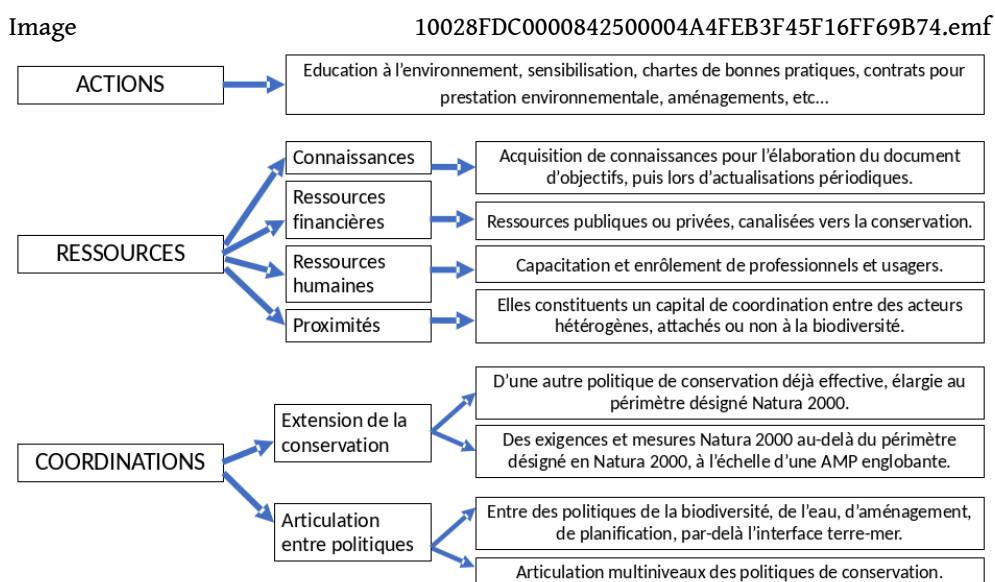 Image 10028FDC0000842500004A4FEB3F45F16FF69B74.emf
ACTIONS
Education à l’environnement, sensibilisation, chartes de bonnes pratiques, contrats pour
prestation environnementale, aménagements, etc…
RESSOURCES
Connaissances
Acquisition de connaissances pour l’élaboration du document
d’objectifs, puis lors d’actualisations périodiques.
Ressources
financières
Ressources publiques ou privées, canalisées vers la conservation.
Ressources
humaines
Capacitation et enrôlement de professionnels et usagers.
Proximités
Elles constituents un capital de coordination entre des acteurs
hétérogènes, attachés ou non à la biodiversité.
COORDINATIONS
Extension de la
conservation
D’une autre politique de conservation déjà effective, élargie au
périmètre désigné Natura 2000.
Des exigences et mesures Natura 2000 au-delà du périmètre
désigné en Natura 2000, à l’échelle d’une AMP englobante.
Articulation
entre politiques
Entre des politiques de la biodiversité, de l’eau, d’aménagement,
de planification, par-delà l’interface terre-mer.
Articulation multiniveaux des politiques de conservation.